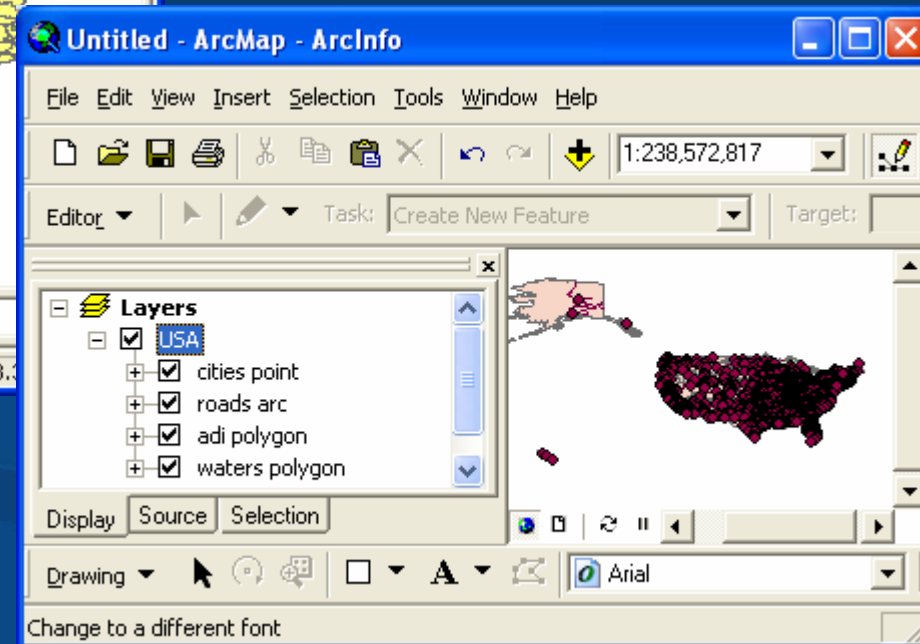 Untitled - ArcMap - ArcInfo
File Edit View Insert Selection Tools Window Help
1:238,572,817
Editor Task: Create New Feature Target:
Layers
USA
cities point
roads arc
adi polygon
waters polygon
Display Source Selection
Drawing A Arial
Change to a different font